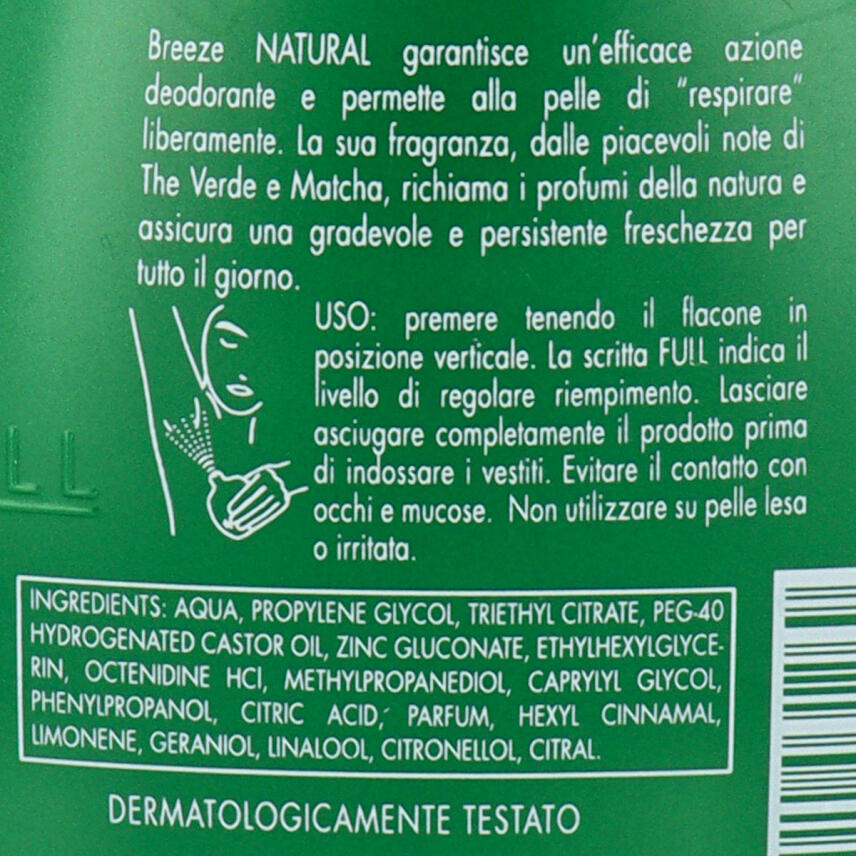 Breeze NATURAL garantisce un'efficace azione
deodorante e permette alla pelle di "respirare"
liberamente. La sua fragranza, dalle piacevoli note di
The Verde e Matcha, richiama i profumi della natura e
assicura una gradevole e persistente freschezza per
tutto il giorno.
USO: premere tenendo il flacone in
posizione verticale. La scritta FULL indica il
livello di regolare riempimento. Lasciare
asciugare completamente il prodotto prima
di indossare i vestiti. Evitare il contatto con
occhi e mucose. Non utilizzare su pelle lesa
o irritata.
LL
INGREDIENTS: AQUA, PROPYLENE GLYCOL, TRIETHYL CITRATE, PEG-40
HYDROGENATED CASTOR OIL, ZINC GLUCONATE, ETHYLHEXYLGLYCE-
RIN, OCTENIDINE HCl, METHYLPROPANEDIOL, CAPRYLYL GLYCOL,
PHENYLPROPANOL, CITRIC ACID, PARFUM, HEXYL CINNAMAL,
LIMONENE, GERANIOL, LINALOOL, CITRONELLOL, CITRAL.
DERMATOLOGICAMENTE TESTATO